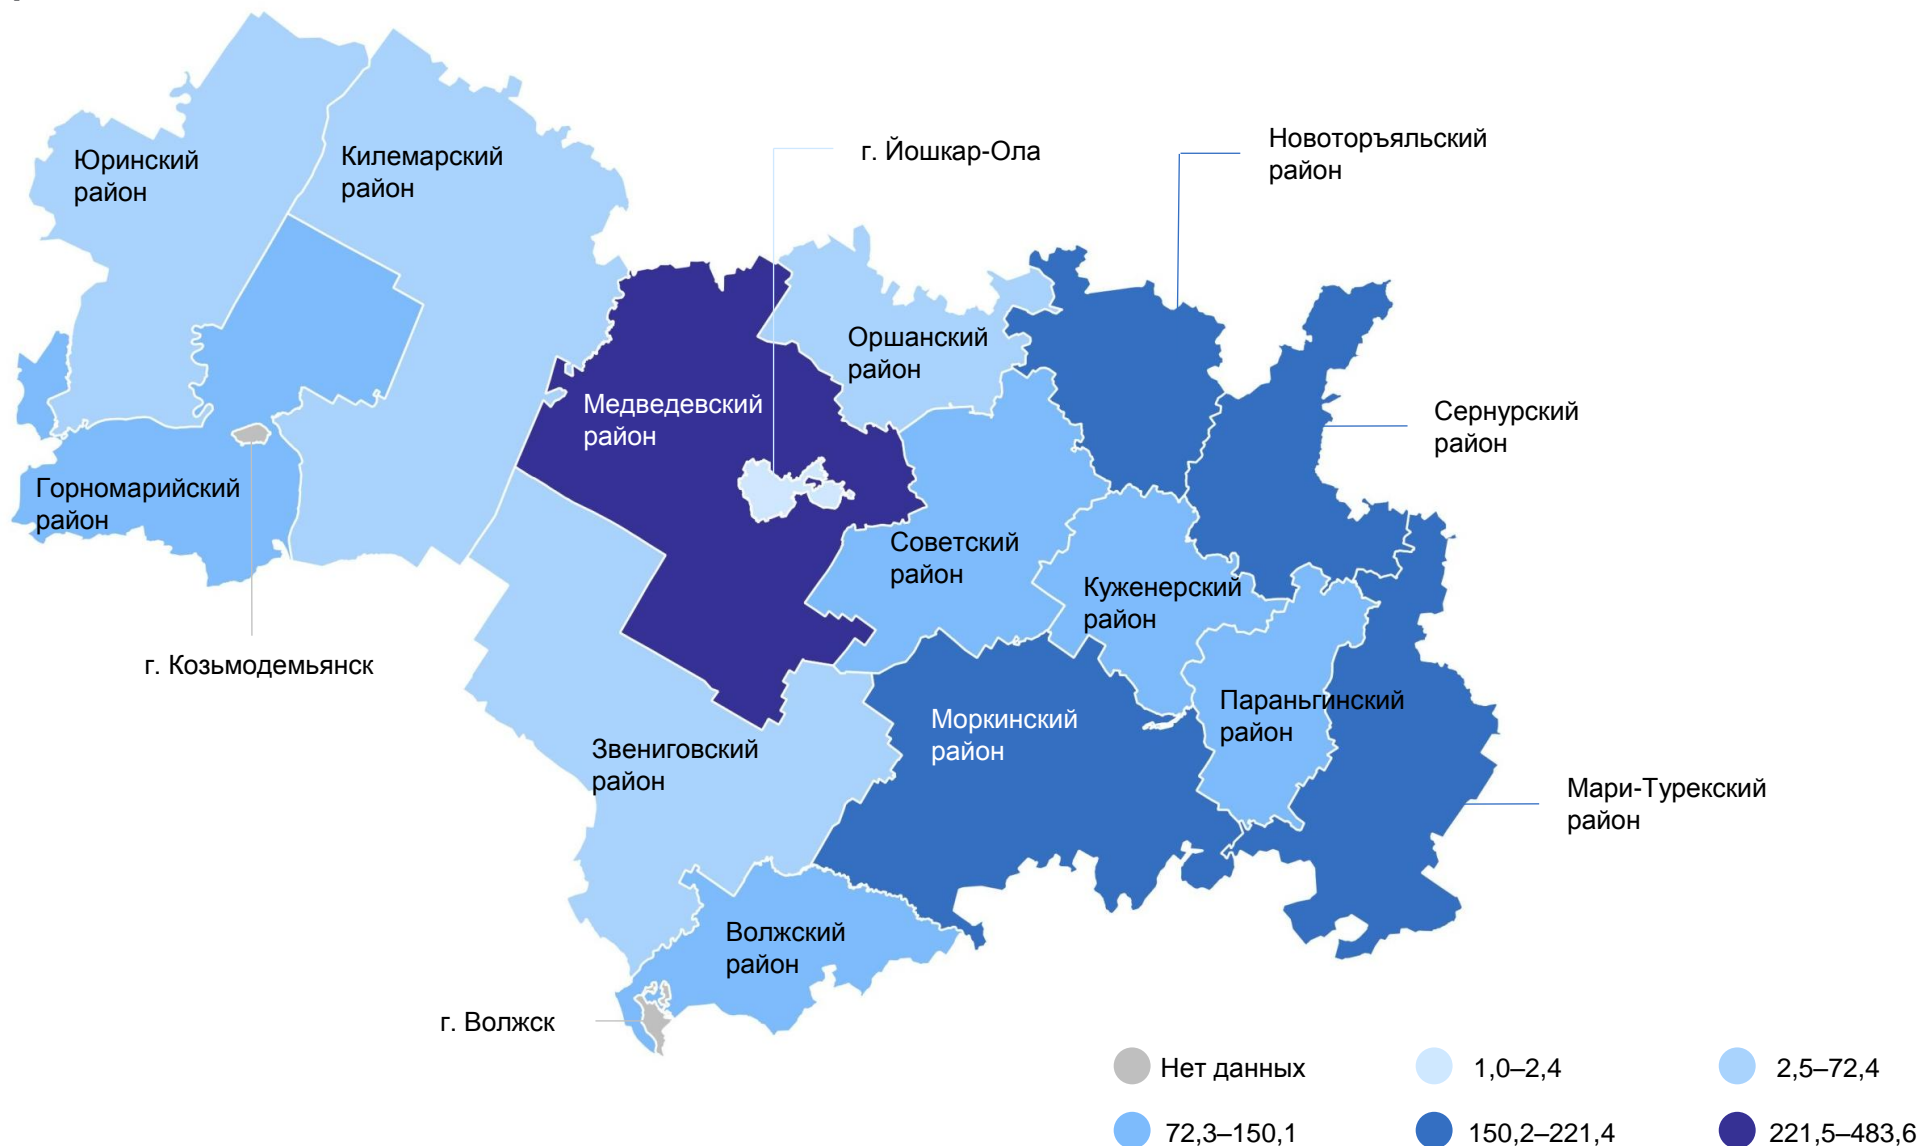 Юринский
район
Килемарский
район
г. Йошкар-Ола
Новоторъяльский
район
Оршанский
район
Медведевский
район
Сернурский
район
Горномарийский
район
Советский
район
Куженерский
район
г. Козьмодемьянск
Параньгинский
район
Моркинский
район
Звениговский
район
Мари-Турекский
район
Волжский
район
г. Волжск
Нет данных
1,0–2,4
2,5–72,4
72,3–150,1
150,2–221,4
221,5–483,6